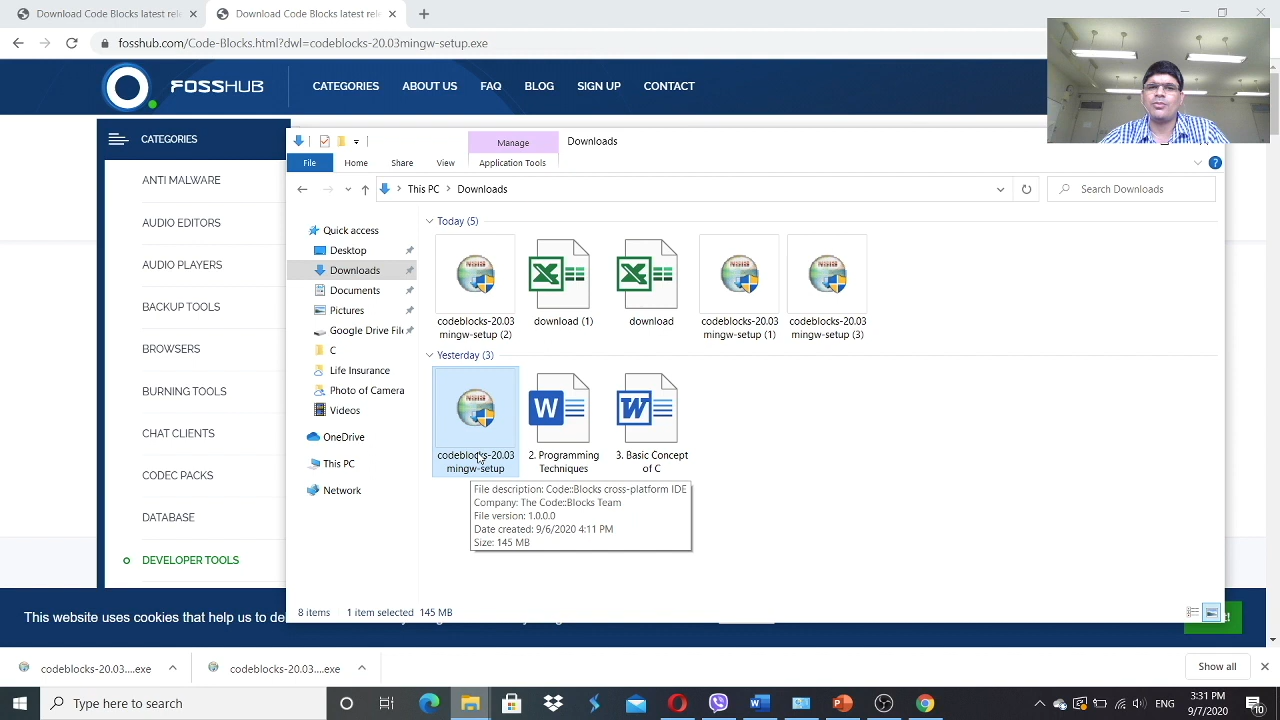 Download Code Blocks latest re
Download Code Blocks latest re
fosshub.com/Code-Blocks.html?dwl=codeblocks-20.03mingw-setup.exe
FOSSHUB
CATEGORIES
ABOUT US
FAQ
BLOG
SIGN UP
CONTACT
CATEGORIES
ANTI MALWARE
AUDIO EDITORS
AUDIO PLAYERS
BACKUP TOOLS
BROWSERS
BURNING TOOLS
CHAT CLIENTS
CODEC PACKS
DATABASE
DEVELOPER TOOLS
Manage
Downloads
File
Home
Share
View
Application Tools
This PC
Downloads
Search Downloads
Quick access
Desktop
Downloads
Documents
Pictures
Google Drive File
C
Life Insurance
Photo of Camera
Videos
OneDrive
This PC
Network
Today (5)
codeblocks-20.03
mingw-setup (2)
download (1)
download
codeblocks-20.03
mingw-setup (1)
codeblocks-20.03
mingw-setup (3)
Yesterday (3)
codeblocks-20.03
mingw-setup
2. Programming
Techniques
3. Basic Concept
of C
File description: Code::Blocks cross-platform IDE
Company: The Code::Blocks Team
File version: 1.0.0.0
Date created: 9/6/2020 4:11 PM
Size: 145 MB
8 items
1 item selected
145 MB
This website uses cookies that help us to de
codeblocks-20.03....exe
codeblocks-20.03....exe
Show all
Type here to search
ENG
3:31 PM
9/7/2020